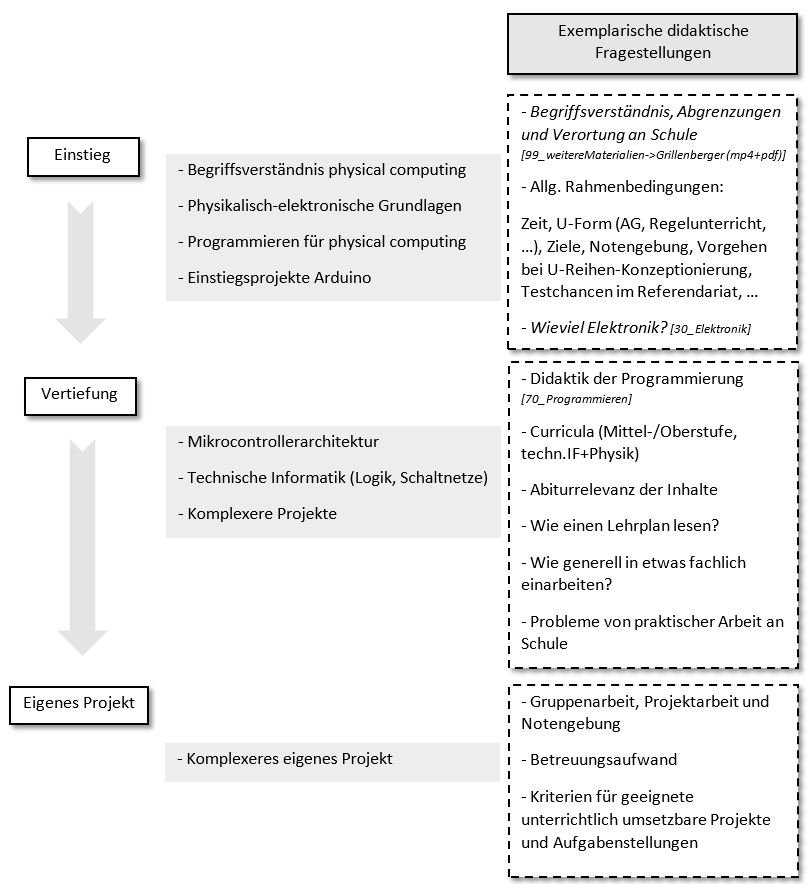 Exemplarische didaktische
Fragestellungen
Einstieg
- Begriffsverständnis physical computing
- Physikalisch-elektronische Grundlagen
- Programmieren für physical computing
- Einstiegsprojekte Arduino
- Begriffsverständnis, Abgrenzungen
und Verortung an Schule
[99_weitereMaterialien->Grillenberger (mp4+pdf)]
- Allg. Rahmenbedingungen:
Zeit, U-Form (AG, Regelunterricht,
…), Ziele, Notengebung, Vorgehen
bei U-Reihen-Konzeptionierung,
Testchancen im Referendariat, …
- Wieviel Elektronik? [30_Elektronik]
Vertiefung
- Mikrocontrollerarchitektur
- Technische Informatik (Logik, Schaltnetze)
- Komplexere Projekte
- Didaktik der Programmierung
[70_Programmieren]
- Curricula (Mittel-/Oberstufe,
techn.IF+Physik)
- Abiturrelevanz der Inhalte
- Wie einen Lehrplan lesen?
- Wie generell in etwas fachlich
einarbeiten?
- Probleme von praktischer Arbeit an
Schule
Eigenes Projekt
- Komplexeres eigenes Projekt
- Gruppenarbeit, Projektarbeit und
Notengebung
- Betreuungsaufwand
- Kriterien für geeignete
unterrichtlich umsetzbare Projekte
und Aufgabenstellungen